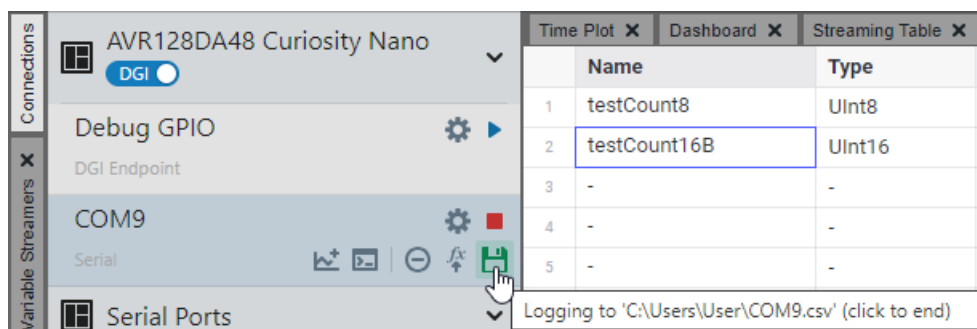 Connections
Variable Streamers
AVR128DA48 Curiosity Nano
DGI
Debug GPIO
DGI Endpoint
COM9
Serial
Serial Ports
Time Plot
Dashboard
Streaming Table
Name Type
1 testCount8 UInt8
2 testCount16B UInt16
3 - -
4 - -
5 - -
Logging to 'C:\Users\User\COM9.csv' (click to end)